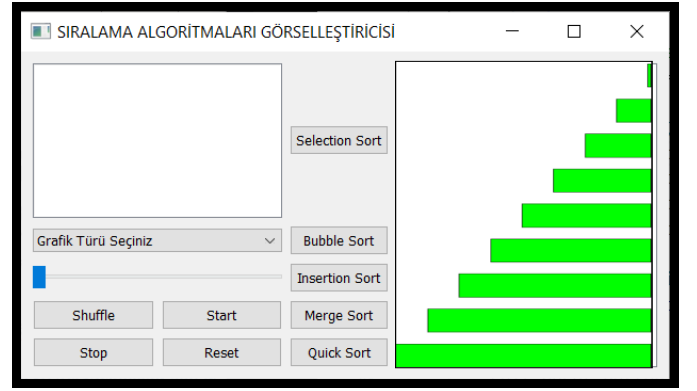 SIRALAMA ALGORİTMALARI GÖRSELLEŞTİRİCİSİ
Selection Sort
Grafik Türü Seçiniz
Bubble Sort
Insertion Sort
Shuffle
Start
Merge Sort
Stop
Reset
Quick Sort